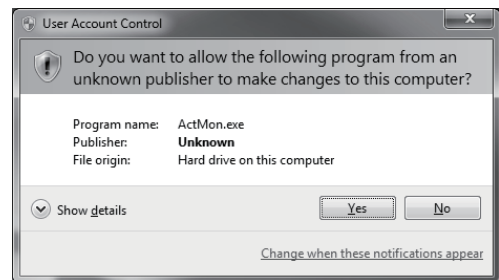 User Account Control
Do you want to allow the following program from an
unknown publisher to make changes to this computer?
Program name: ActMon.exe
Publisher: Unknown
File origin: Hard drive on this computer
Show details
Yes No
Change when these notifications appear